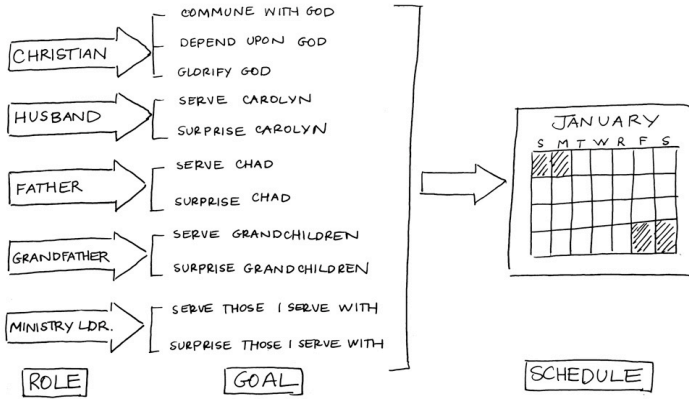 COMMUNE WITH GOD
CHRISTIAN
DEPEND UPON GOD
GLORIFY GOD
HUSBAND
SERVE CAROLYN
SURPRISE CAROLYN
FATHER
SERVE CHAD
SURPRISE CHAD
GRANDFATHER
SERVE GRANDCHILDREN
SURPRISE GRANDCHILDREN
MINISTRY LDR.
SERVE THOSE I SERVE WITH
SURPRISE THOSE I SERVE WITH
JANUARY
S M T W R F S
ROLE
GOAL
SCHEDULE